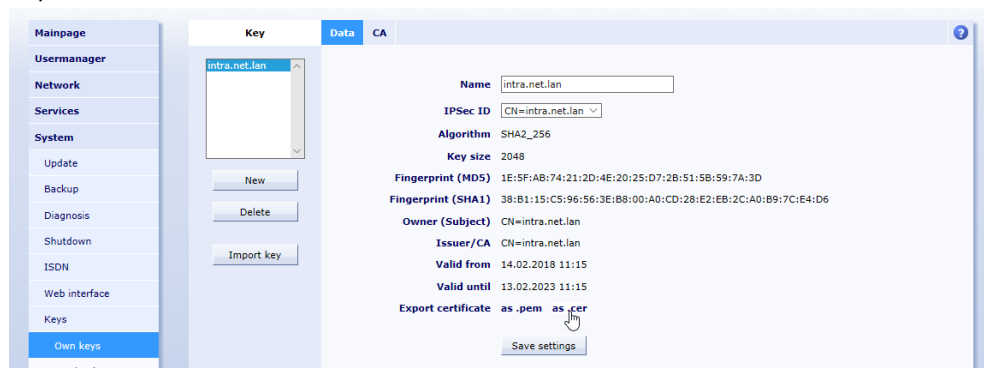 Mainpage
Usermanager
Network
Services
System
Update
Backup
Diagnosis
Shutdown
ISDN
Web interface
Keys
Own keys
Key
intra.net.lan
New
Delete
Import key
Data CA
?
Name intra.net.lan
IPSec ID CN=intra.net.lan
Algorithm SHA2_256
Key size 2048
Fingerprint (MD5) 1E:5F:AB:74:21:2D:4E:20:25:D7:2B:51:5B:59:7A:3D
Fingerprint (SHA1) 38:B1:15:C5:96:56:3E:B8:00:A0:CD:28:E2:EB:2C:A0:B9:7C:E4:D6
Owner (Subject) CN=intra.net.lan
Issuer/CA CN=intra.net.lan
Valid from 14.02.2018 11:15
Valid until 13.02.2023 11:15
Export certificate as .pem as .cer
Save settings